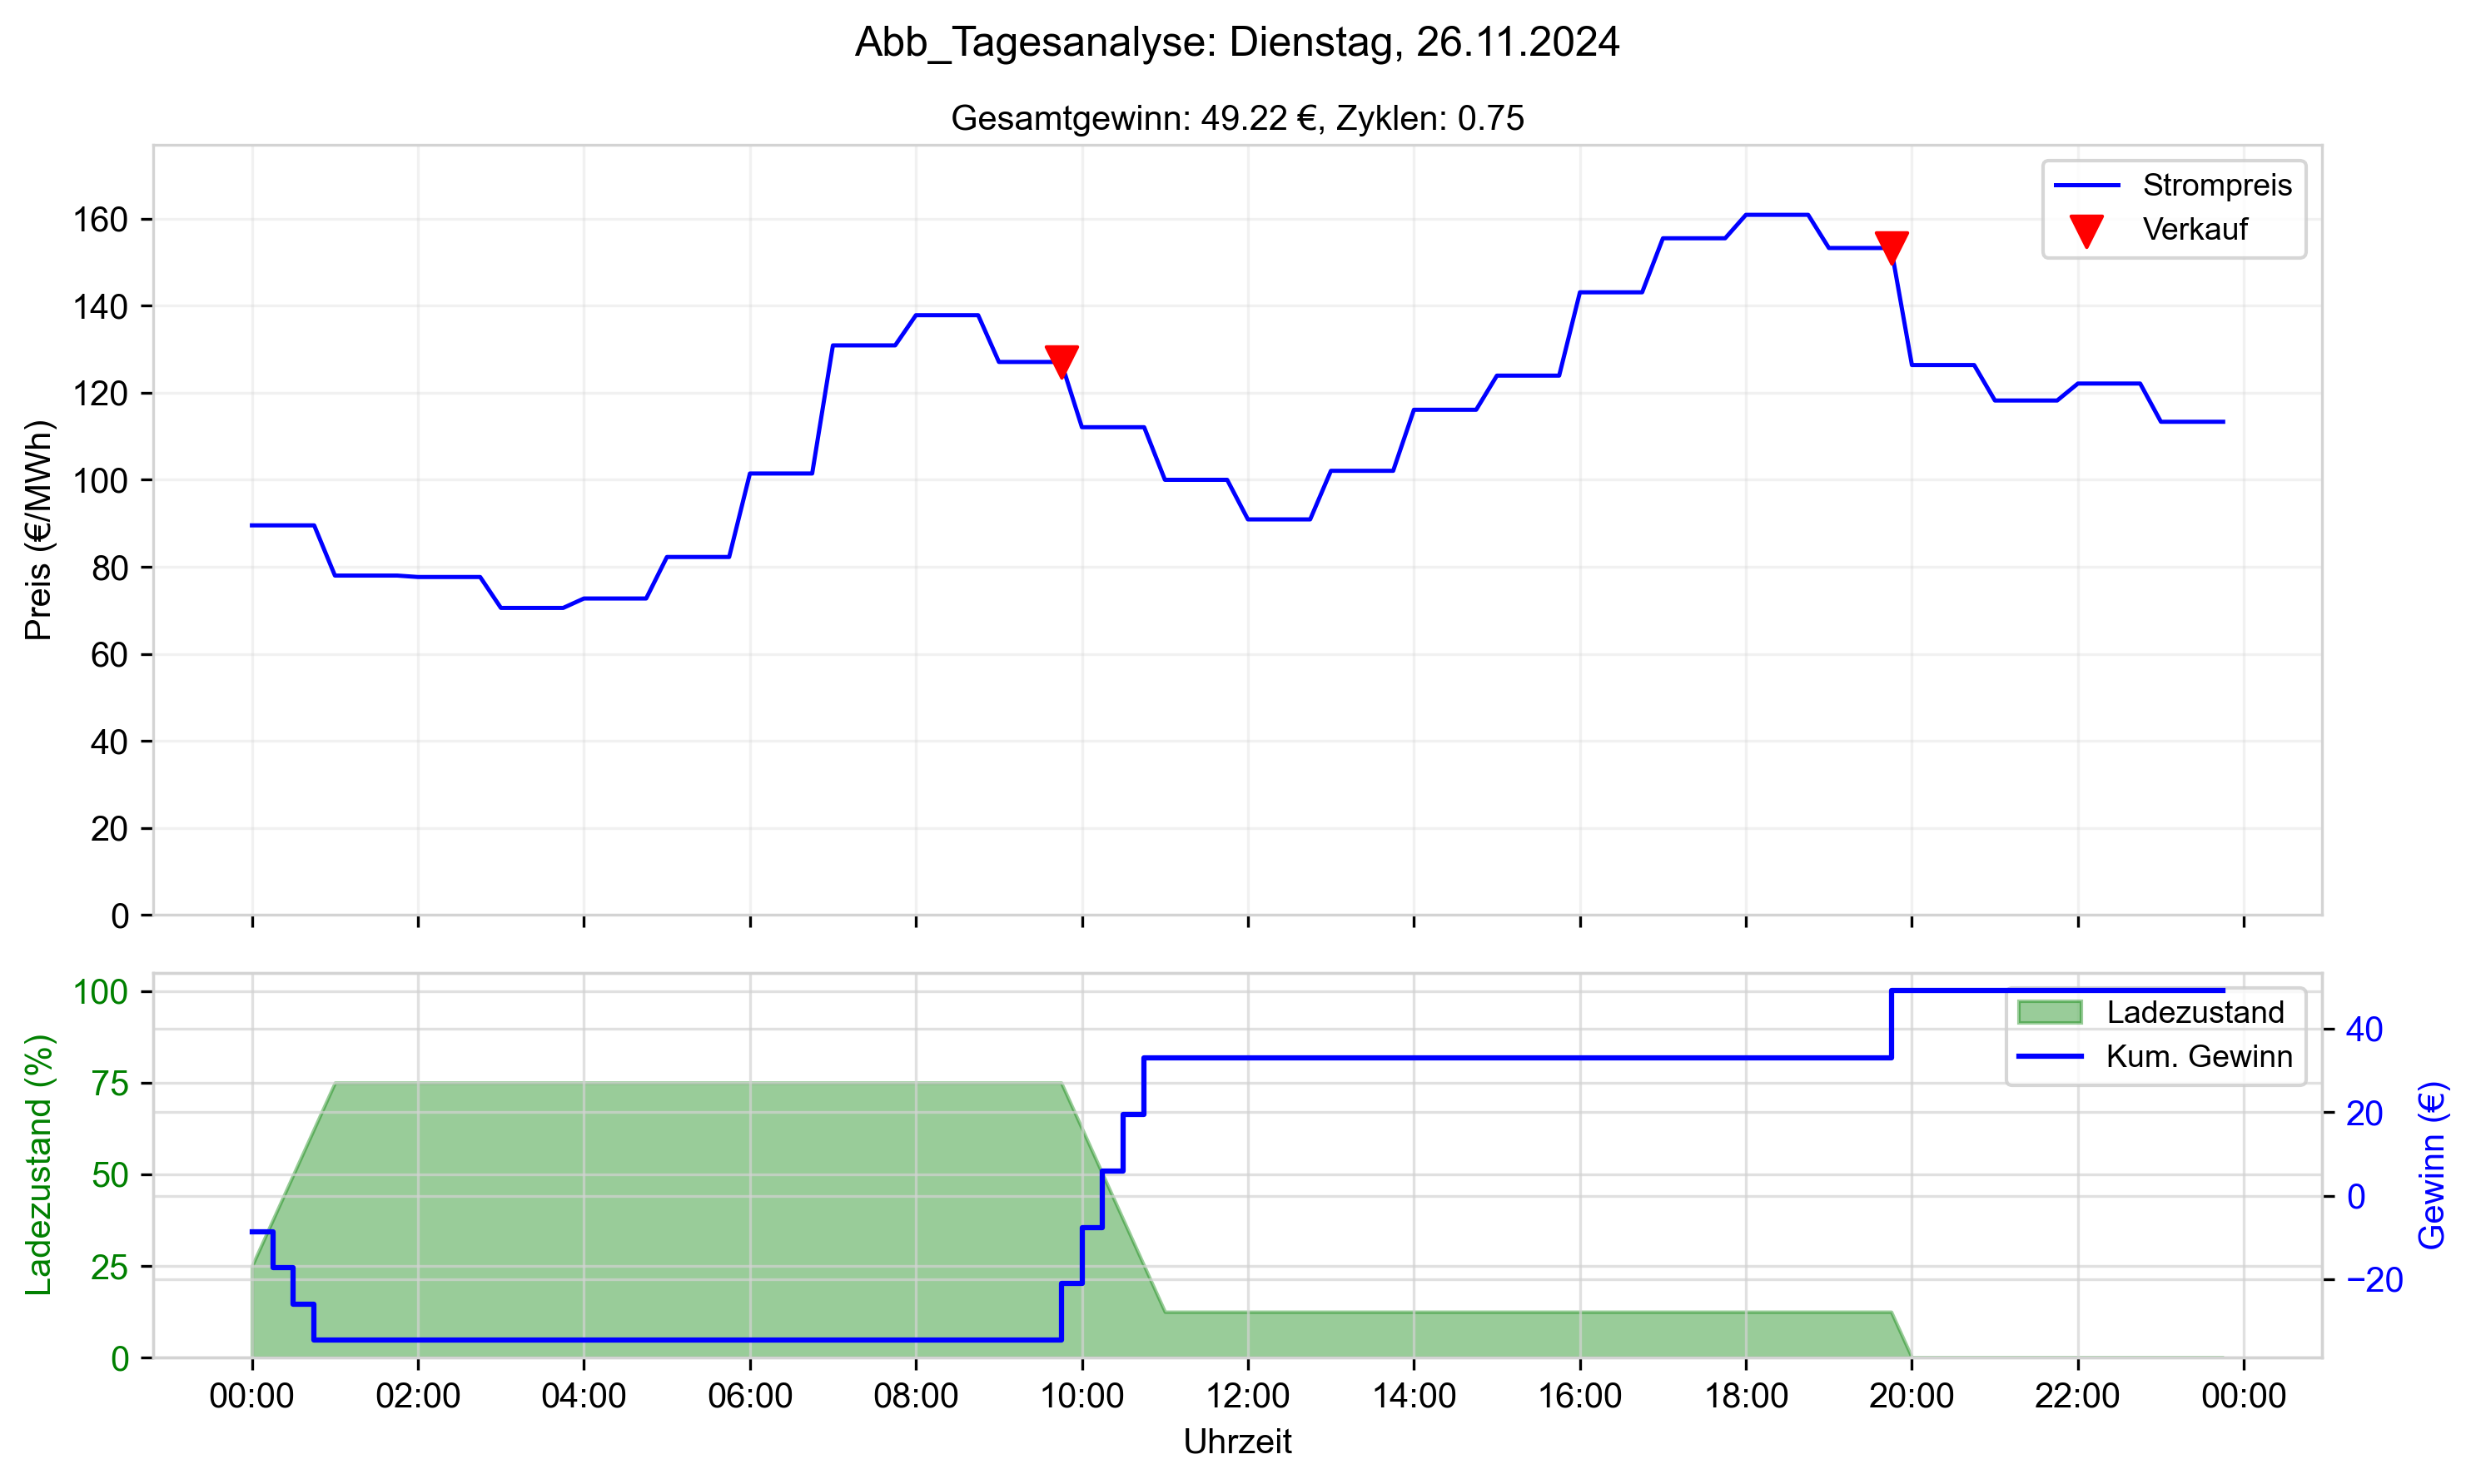 Abb_Tagesanalyse: Dienstag, 26.11.2024
Gesamtgewinn: 49.22 €, Zyklen: 0.75
Preis (€/MWh)
160
140
120
100
80
60
40
20
0
Strompreis
Verkauf
Ladezustand (%)
100
75
50
25
0
Ladezustand
Kum. Gewinn
40
20
0
−20
Gewinn (€)
00:00 02:00 04:00 06:00 08:00 10:00 12:00 14:00 16:00 18:00 20:00 22:00 00:00
Uhrzeit